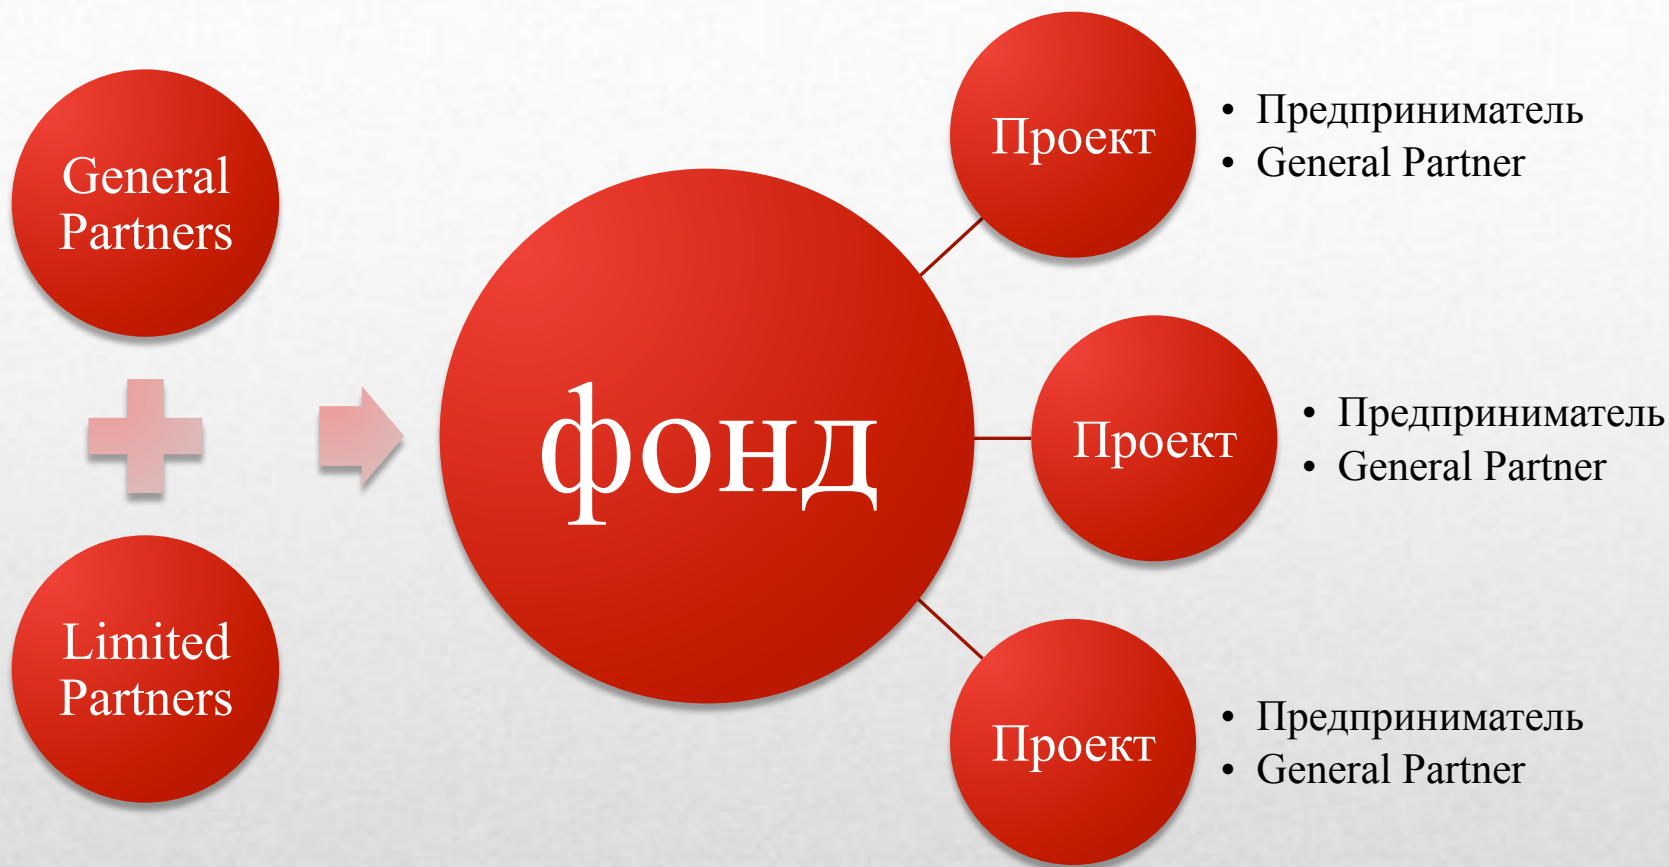 General
Partners
Limited
Partners
фонд
Проект
• Предприниматель
• General Partner
Проект
• Предприниматель
• General Partner
Проект
• Предприниматель
• General Partner